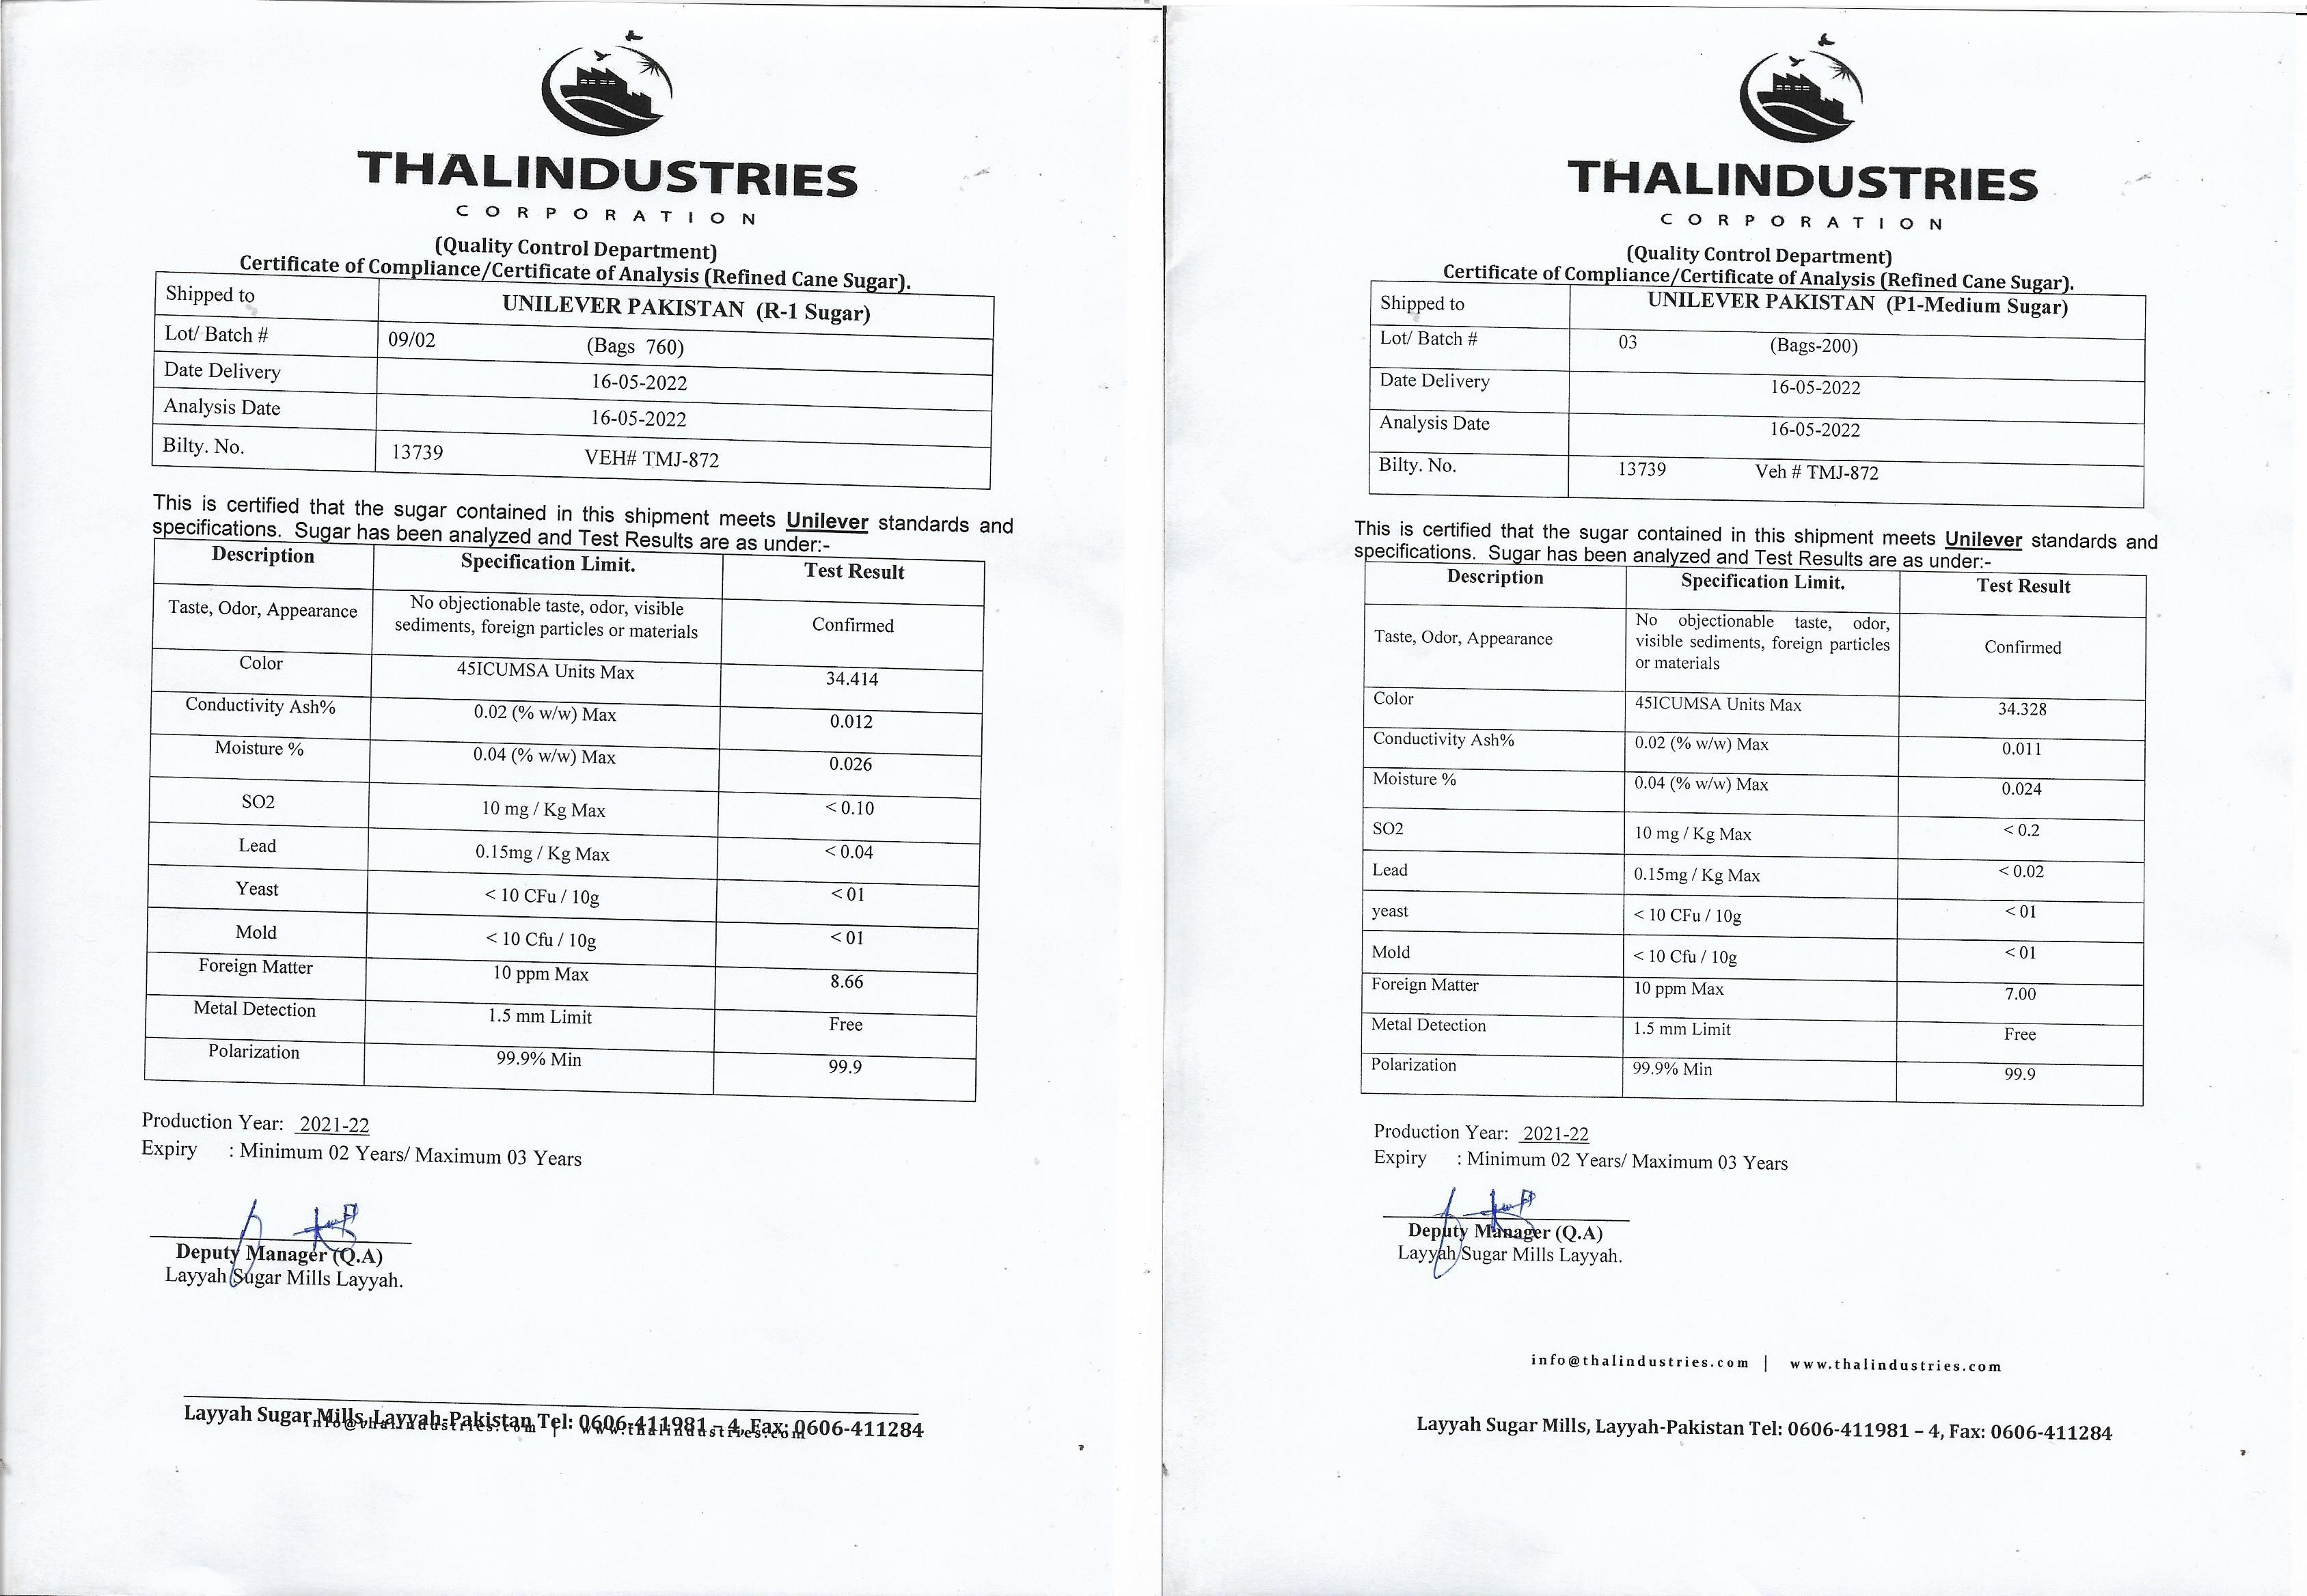 THALINDUSTRIES
CORPORATION
(Quality Control Department)
Certificate of Compliance/Certificate of Analysis (Refined Cane Sugar).
Shipped to UNILEVER PAKISTAN (R-1 Sugar)
Lot/ Batch # 09/02 (Bags 760)
Date Delivery 16-05-2022
Analysis Date 16-05-2022
Bilty. No. 13739 VEH# TMJ-872
This is certified that the sugar contained in this shipment meets Unilever standards and
specifications. Sugar has been analyzed and Test Results are as under:-
Description Specification Limit. Test Result
Taste, Odor, Appearance No objectionable taste, odor, visible
sediments, foreign particles or materials Confirmed
Color 45ICUMSA Units Max 34.414
Conductivity Ash% 0.02 (% w/w) Max 0.012
Moisture % 0.04 (% w/w) Max 0.026
SO2 10 mg / Kg Max < 0.10
Lead 0.15mg / Kg Max < 0.04
Yeast < 10 CFu / 10g < 01
Mold < 10 Cfu / 10g < 01
Foreign Matter 10 ppm Max 8.66
Metal Detection 1.5 mm Limit Free
Polarization 99.9% Min 99.9
Production Year: 2021-22
Expiry : Minimum 02 Years/ Maximum 03 Years
Deputy Manager (Q.A)
Layyah Sugar Mills Layyah.
Layyah Sugar Mills, Layyah-Pakistan Tel: 0606-411981 – 4, Fax: 0606-411284
info@thalindustries.com | www.thalindustries.com
THALINDUSTRIES
CORPORATION
(Quality Control Department)
Certificate of Compliance/Certificate of Analysis (Refined Cane Sugar).
Shipped to UNILEVER PAKISTAN (P1-Medium Sugar)
Lot/ Batch # 03 (Bags-200)
Date Delivery 16-05-2022
Analysis Date 16-05-2022
Bilty. No. 13739 Veh # TMJ-872
This is certified that the sugar contained in this shipment meets Unilever standards and
specifications. Sugar has been analyzed and Test Results are as under:-
Description Specification Limit. Test Result
Taste, Odor, Appearance No objectionable taste, odor,
visible sediments, foreign particles
or materials Confirmed
Color 45ICUMSA Units Max 34.328
Conductivity Ash% 0.02 (% w/w) Max 0.011
Moisture % 0.04 (% w/w) Max 0.024
SO2 10 mg / Kg Max < 0.2
Lead 0.15mg / Kg Max < 0.02
yeast < 10 CFu / 10g < 01
Mold < 10 Cfu / 10g < 01
Foreign Matter 10 ppm Max 7.00
Metal Detection 1.5 mm Limit Free
Polarization 99.9% Min 99.9
Production Year: 2021-22
Expiry : Minimum 02 Years/ Maximum 03 Years
Deputy Manager (Q.A)
Layyah Sugar Mills Layyah.
info@thalindustries.com | www.thalindustries.com
Layyah Sugar Mills, Layyah-Pakistan Tel: 0606-411981 – 4, Fax: 0606-411284